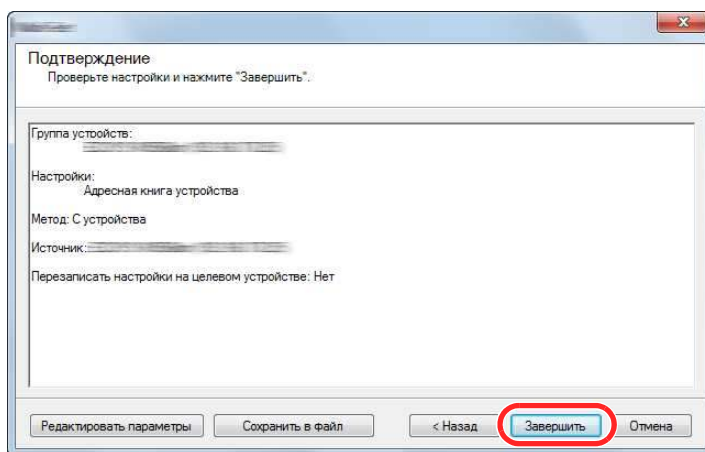 Подтверждение
Проверьте настройки и нажмите "Завершить".
Группа устройств:
Настройки:
Адресная книга устройства
Метод: С устройства
Источник:
Перезаписать настройки на целевом устройстве: Нет
Редактировать параметры Сохранить в файл < Назад Завершить Отмена